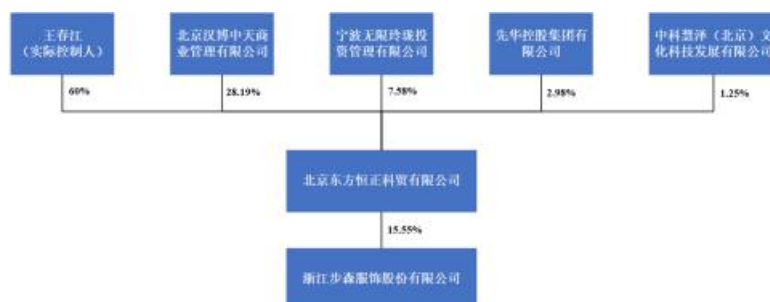 王春江
（实际控制人）
北京汉博中天商
业管理有限公司
宁波无限玲珑投
资管理有限公司
先华控股集团有
限公司
中科慧泽（北京）文
化科技发展有限公司
60%
28.19%
7.58%
2.98%
1.25%
北京东方恒正科贸有限公司
15.55%
浙江步森服饰股份有限公司